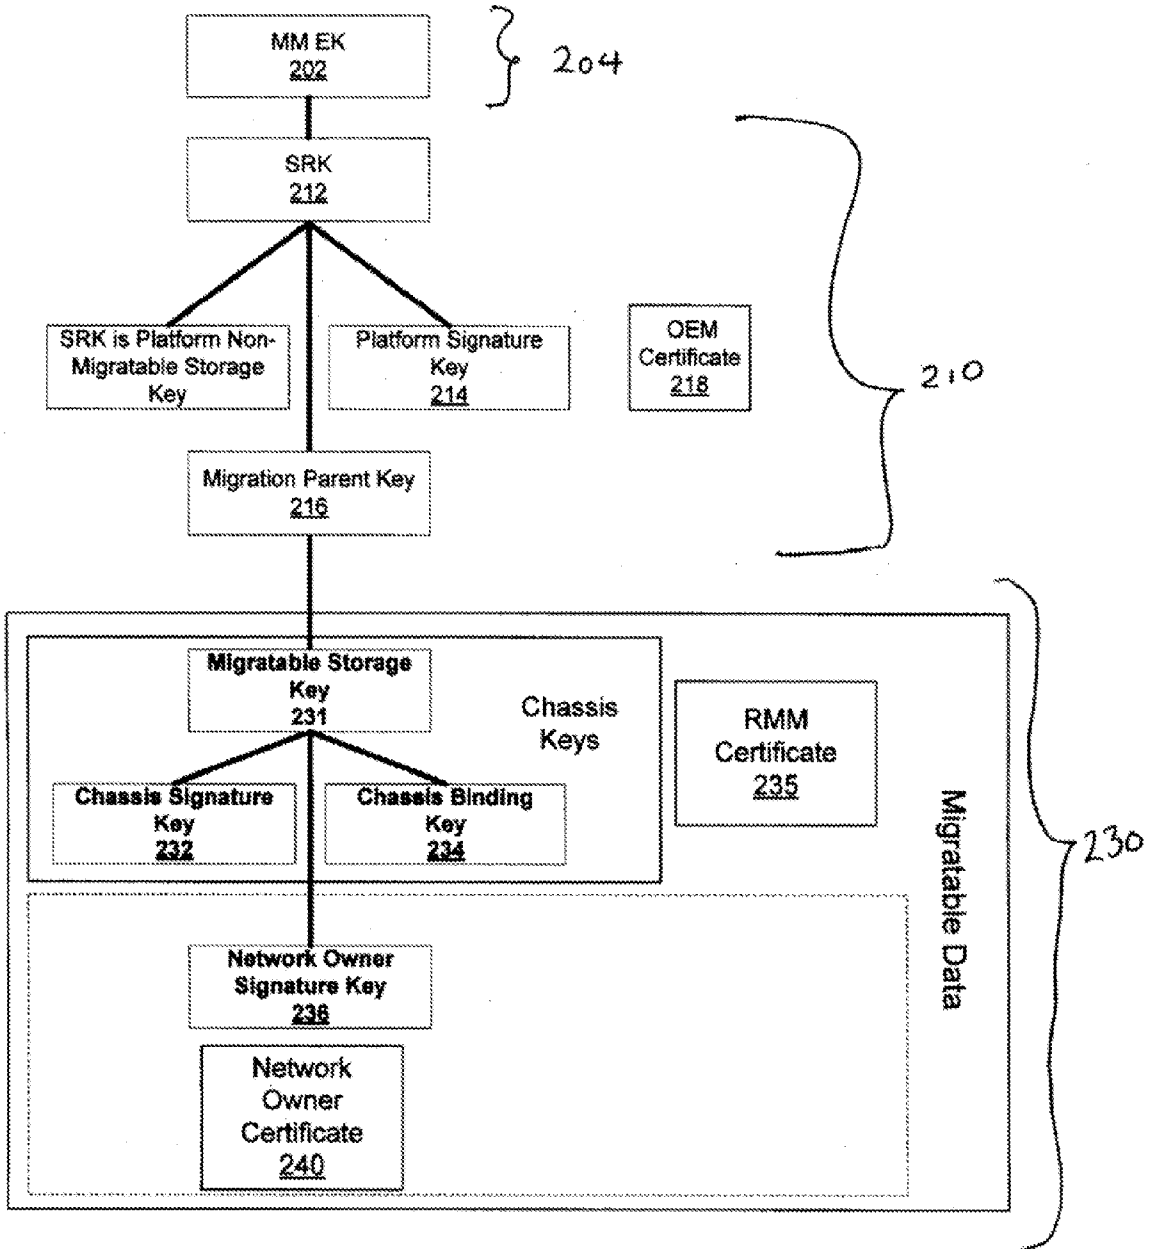 MM EK
202
204
SRK
212
SRK is Platform Non-
Migratable Storage
Key
Platform Signature
Key
214
OEM
Certificate
218
210
Migration Parent Key
216
Migratable Storage
Key
231
Chassis
Keys
RMM
Certificate
235
Chassis Signature
Key
232
Chassis Binding
Key
234
Migratable Data
230
Network Owner
Signature Key
236
Network
Owner
Certificate
240